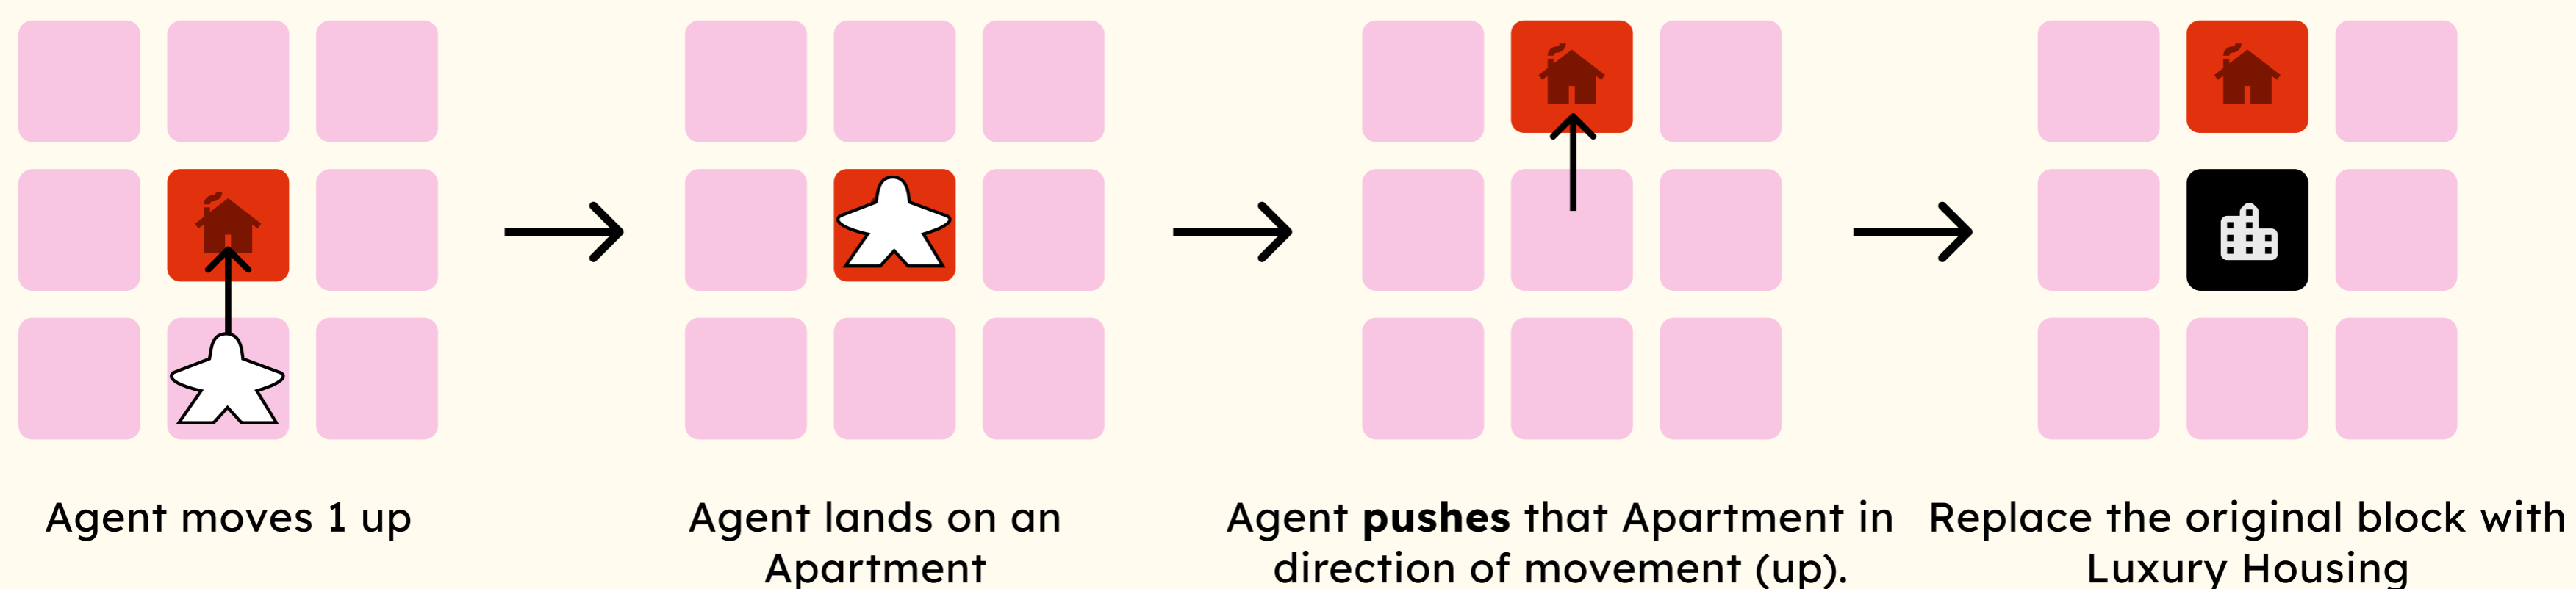 Agent moves 1 up
Agent lands on an
Apartment
Agent pushes that Apartment in
direction of movement (up).
Replace the original block with
Luxury Housing